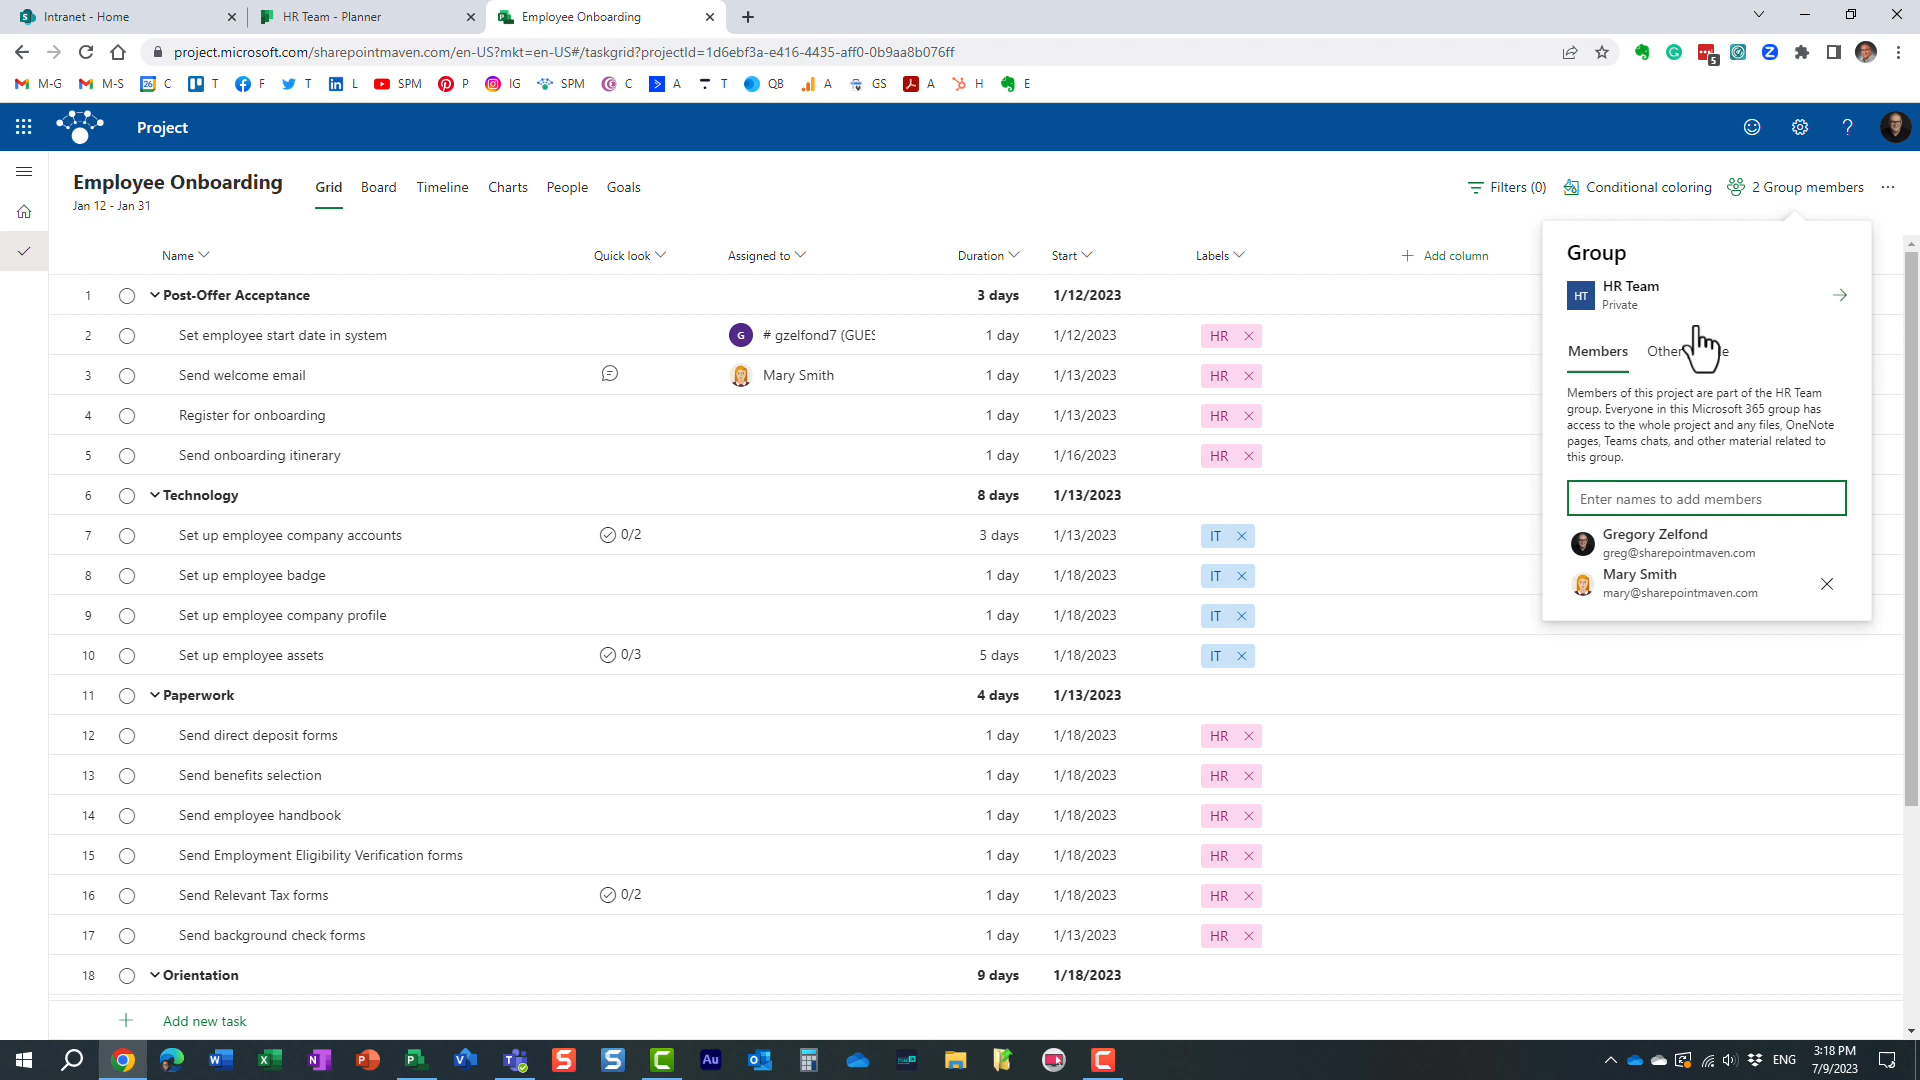 Intranet - Home
HR Team - Planner
Employee Onboarding
project.microsoft.com/sharepointmaven.com/en-US?mkt=en-US#/taskgrid?projectId=1d6ebf3a-e416-4435-aff0-0b9aa8b076ff
5
M-G
M-S
26
C
T
F
T
L
SPM
P
IG
SPM
C
A
T
QB
A
GS
A
H
E
Project
Employee Onboarding
Jan 12 - Jan 31
Grid
Board
Timeline
Charts
People
Goals
Filters (0)
Conditional coloring
2 Group members
Name
Quick look
Assigned to
Duration
Start
Labels
Add column
1 Post-Offer Acceptance 3 days 1/12/2023
2 Set employee start date in system G # gzelfond7 (GUES 1 day 1/12/2023 HR
3 Send welcome email Mary Smith 1 day 1/13/2023 HR
4 Register for onboarding 1 day 1/13/2023 HR
5 Send onboarding itinerary 1 day 1/16/2023 HR
6 Technology 8 days 1/13/2023
7 Set up employee company accounts 0/2 3 days 1/13/2023 IT
8 Set up employee badge 1 day 1/18/2023 IT
9 Set up employee company profile 1 day 1/18/2023 IT
10 Set up employee assets 0/3 5 days 1/18/2023 IT
11 Paperwork 4 days 1/13/2023
12 Send direct deposit forms 1 day 1/18/2023 HR
13 Send benefits selection 1 day 1/18/2023 HR
14 Send employee handbook 1 day 1/18/2023 HR
15 Send Employment Eligibility Verification forms 1 day 1/18/2023 HR
16 Send Relevant Tax forms 0/2 1 day 1/18/2023 HR
17 Send background check forms 1 day 1/13/2023 HR
18 Orientation 9 days 1/18/2023
Add new task
Group
HT
HR Team
Private
Members
Other
Members of this project are part of the HR Team
group. Everyone in this Microsoft 365 group has
access to the whole project and any files, OneNote
pages, Teams chats, and other material related to
this group.
Enter names to add members
Gregory Zelfond
greg@sharepointmaven.com
Mary Smith
mary@sharepointmaven.com
Au
ENG
3:18 PM
7/9/2023